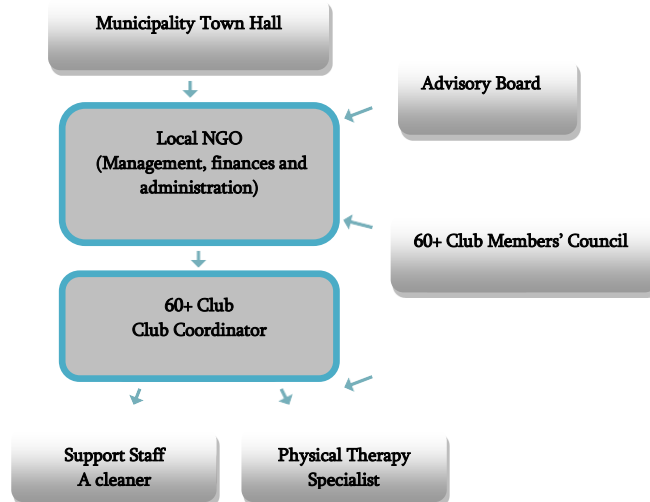 Municipality Town Hall
Advisory Board
Local NGO
(Management, finances and
administration)
60+ Club Members’ Council
60+ Club
Club Coordinator
Support Staff
A cleaner
Physical Therapy
Specialist